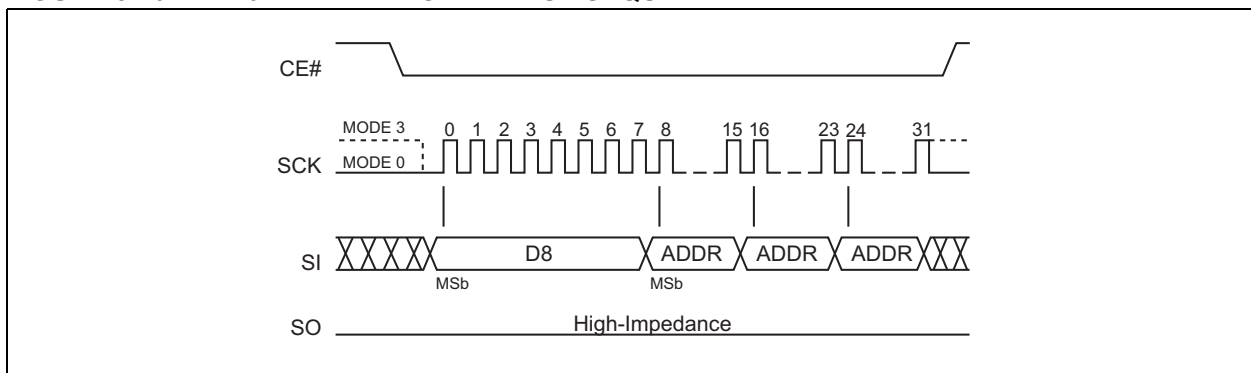 CE#
MODE 3
0 1 2 3 4 5 6 7 8 15 16 23 24 31
SCK MODE 0
SI D8 ADDR ADDR ADDR
MSb MSb
SO High-Impedance